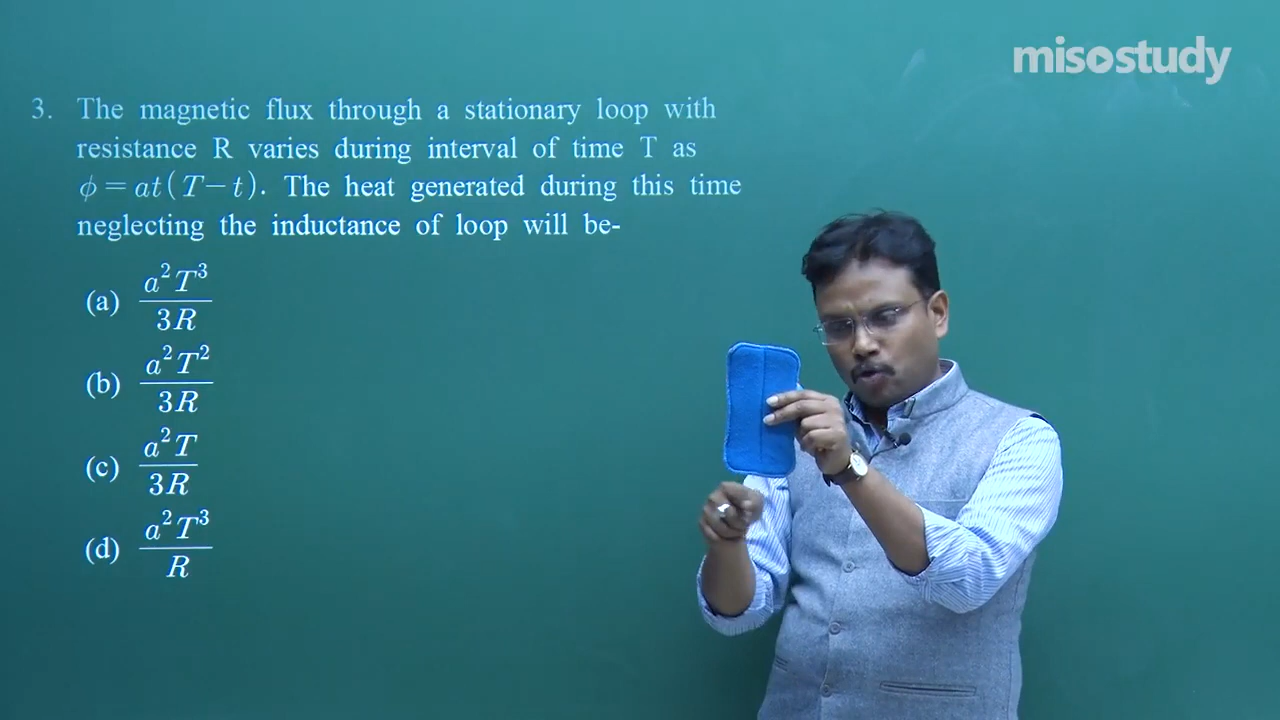 misostudy
3. The magnetic flux through a stationary loop with
resistance R varies during interval of time T as
ϕ = at(T−t). The heat generated during this time
neglecting the inductance of loop will be-
(a) a²T³/3R
(b) a²T²/3R
(c) a²T/3R
(d) a²T³/R